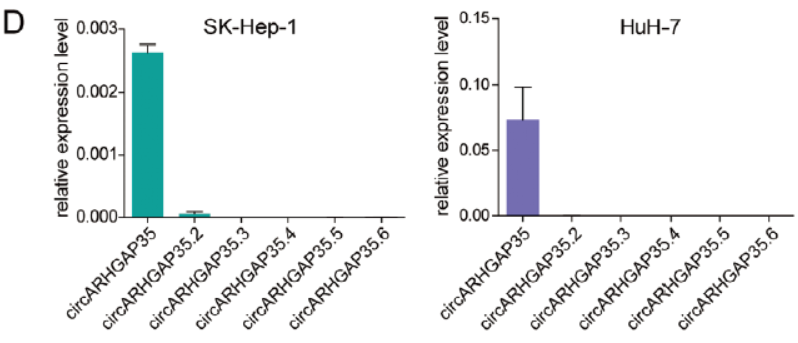 D
SK-Hep-1
relative expression level
0.003
0.002
0.001
0.000
circARHGAP35
circARHGAP35.2
circARHGAP35.3
circARHGAP35.4
circARHGAP35.5
circARHGAP35.6
HuH-7
relative expression level
0.15
0.10
0.05
0.00
circARHGAP35
circARHGAP35.2
circARHGAP35.3
circARHGAP35.4
circARHGAP35.5
circARHGAP35.6